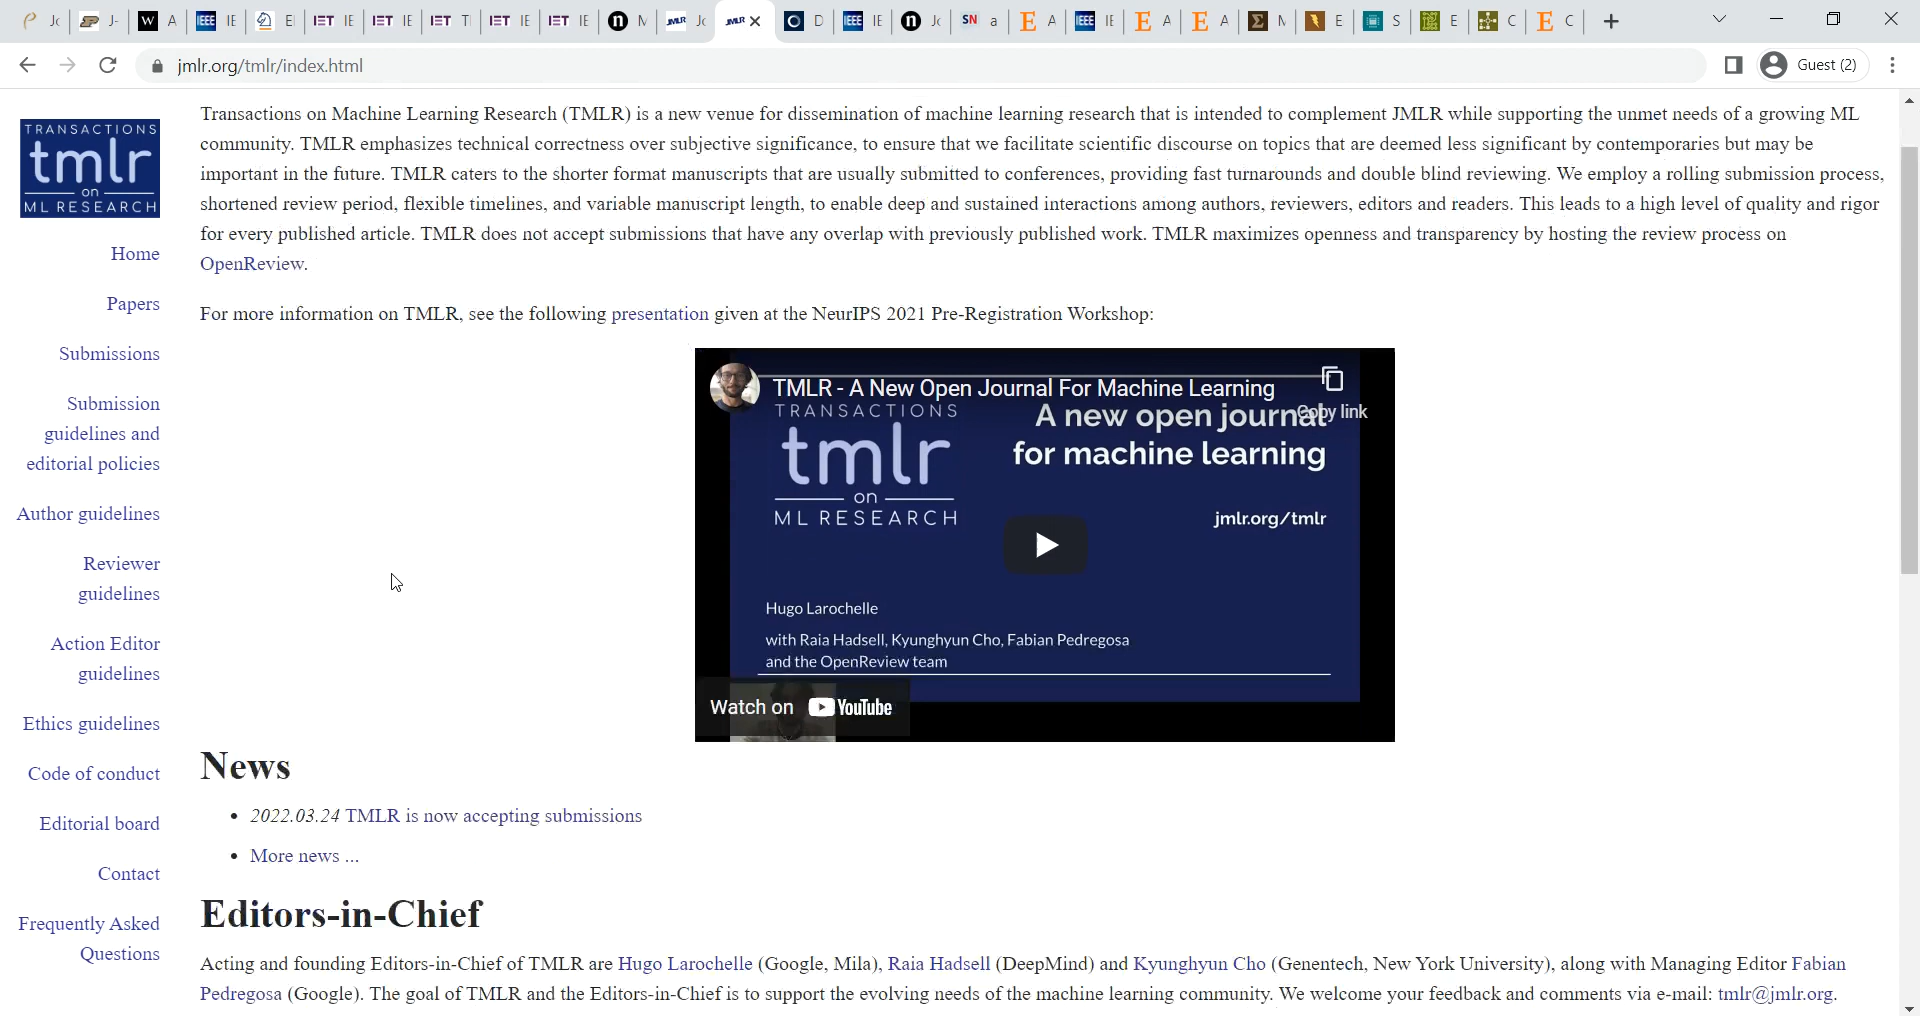 Jc
J-
A
IE
El
IE
IE
TI
IE
IE
M
Jc
D
IE
Jc
a
A
IE
A
A
M
E
S
E
C
C
jmlr.org/tmlr/index.html
Guest (2)
TRANSACTIONS
tmlr
on
ML RESEARCH
Home
Papers
Submissions
Submission
guidelines and
editorial policies
Author guidelines
Reviewer
guidelines
Action Editor
guidelines
Ethics guidelines
Code of conduct
Editorial board
Contact
Frequently Asked
Questions
Transactions on Machine Learning Research (TMLR) is a new venue for dissemination of machine learning research that is intended to complement JMLR while supporting the unmet needs of a growing ML
community. TMLR emphasizes technical correctness over subjective significance, to ensure that we facilitate scientific discourse on topics that are deemed less significant by contemporaries but may be
important in the future. TMLR caters to the shorter format manuscripts that are usually submitted to conferences, providing fast turnarounds and double blind reviewing. We employ a rolling submission process,
shortened review period, flexible timelines, and variable manuscript length, to enable deep and sustained interactions among authors, reviewers, editors and readers. This leads to a high level of quality and rigor
for every published article. TMLR does not accept submissions that have any overlap with previously published work. TMLR maximizes openness and transparency by hosting the review process on
OpenReview.
For more information on TMLR, see the following presentation given at the NeurIPS 2021 Pre-Registration Workshop:
TMLR - A New Open Journal For Machine Learning
Copy link
TRANSACTIONS
tmlr
on
ML RESEARCH
A new open journal
for machine learning
jmlr.org/tmlr
Hugo Larochelle
with Raia Hadsell, Kyunghyun Cho, Fabian Pedregosa
and the OpenReview team
Watch on YouTube
News
2022.03.24 TMLR is now accepting submissions
More news ...
Editors-in-Chief
Acting and founding Editors-in-Chief of TMLR are Hugo Larochelle (Google, Mila), Raia Hadsell (DeepMind) and Kyunghyun Cho (Genentech, New York University), along with Managing Editor Fabian
Pedregosa (Google). The goal of TMLR and the Editors-in-Chief is to support the evolving needs of the machine learning community. We welcome your feedback and comments via e-mail: tmlr@jmlr.org.